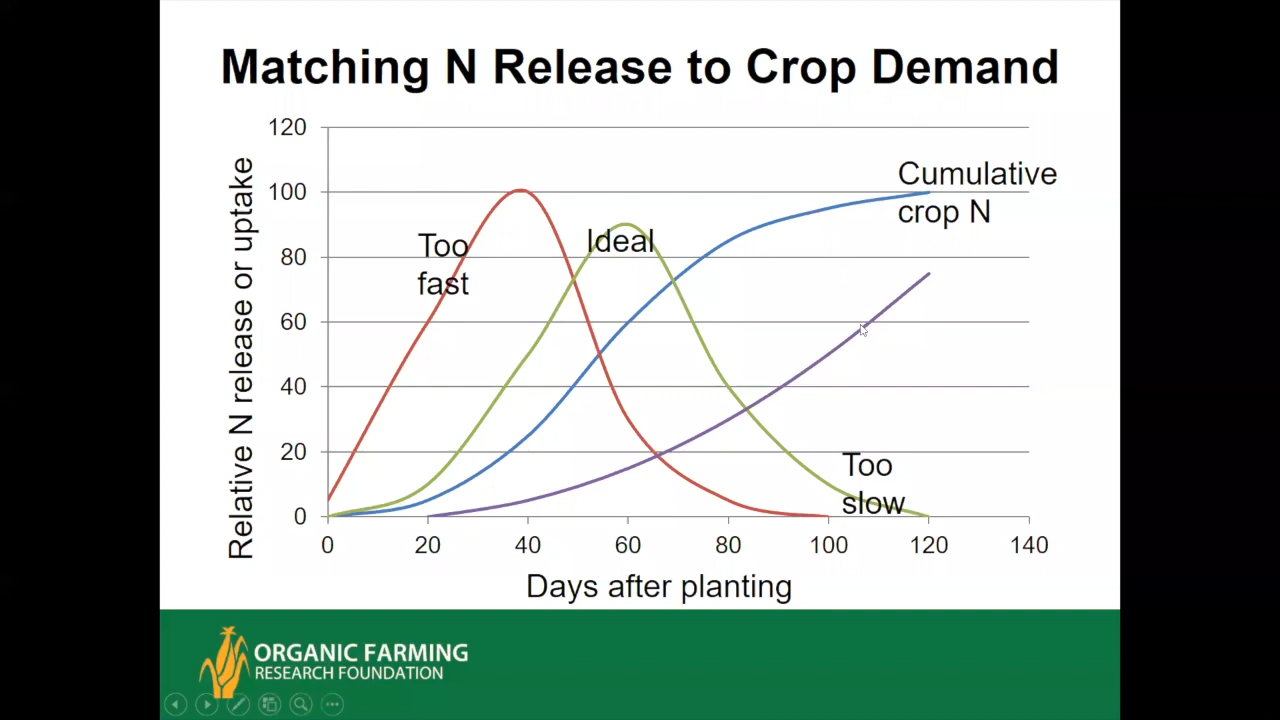 Matching N Release to Crop Demand
Relative N release or uptake
120
100
80
60
40
20
0
Too
fast
Ideal
Cumulative
crop N
Too
slow
0 20 40 60 80 100 120 140
Days after planting
ORGANIC FARMING
RESEARCH FOUNDATION